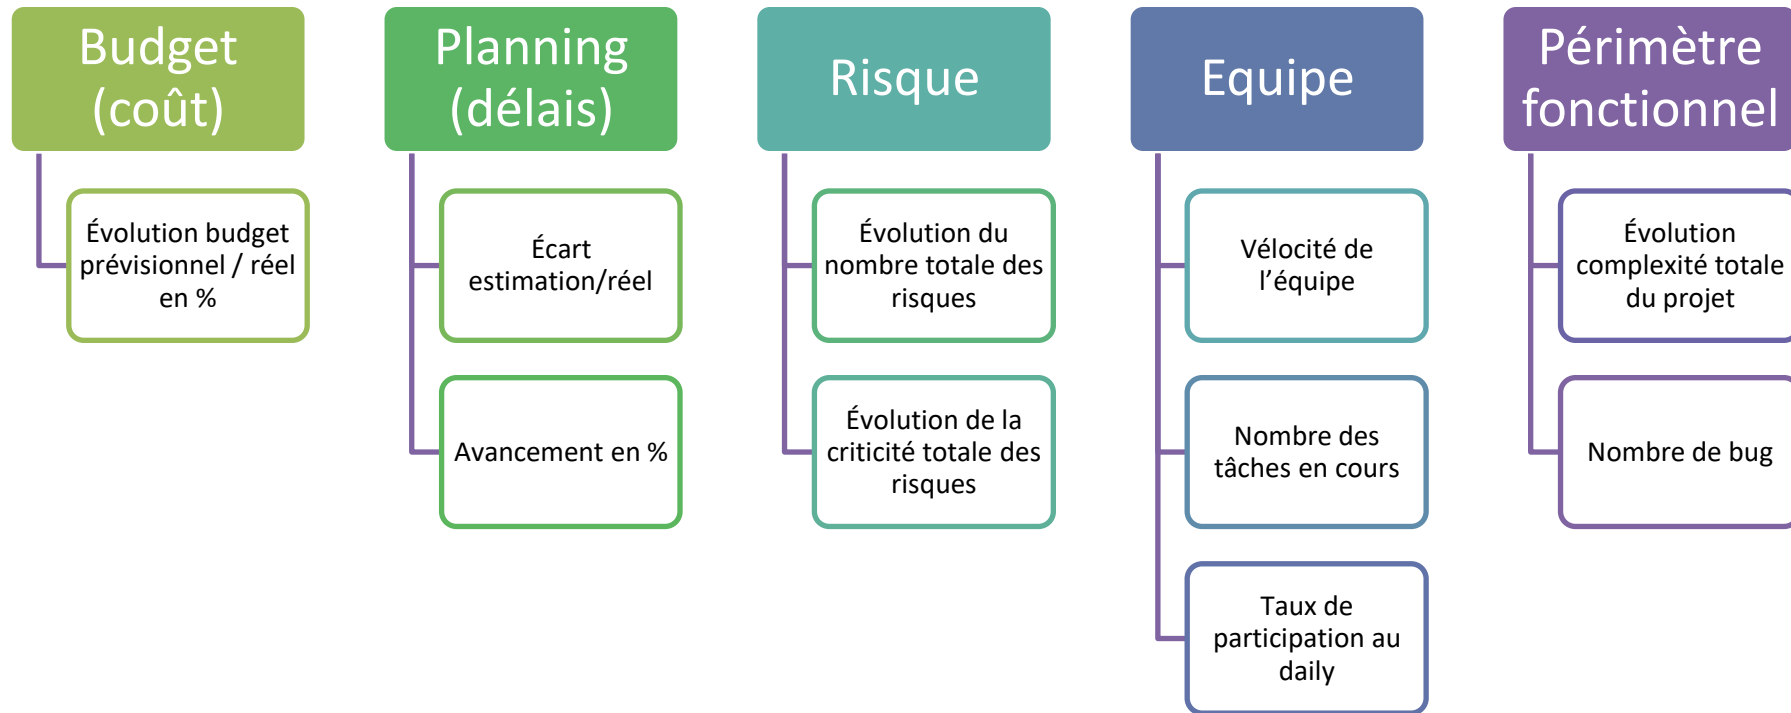 Budget
(coût)
Évolution budget
prévisionnel / réel
en %
Planning
(délais)
Écart
estimation/réel
Avancement en %
Risque
Évolution du
nombre totale des
risques
Évolution de la
criticité totale des
risques
Equipe
Vélocité de
l’équipe
Nombre des
tâches en cours
Taux de
participation au
daily
Périmètre
fonctionnel
Évolution
complexité totale
du projet
Nombre de bug